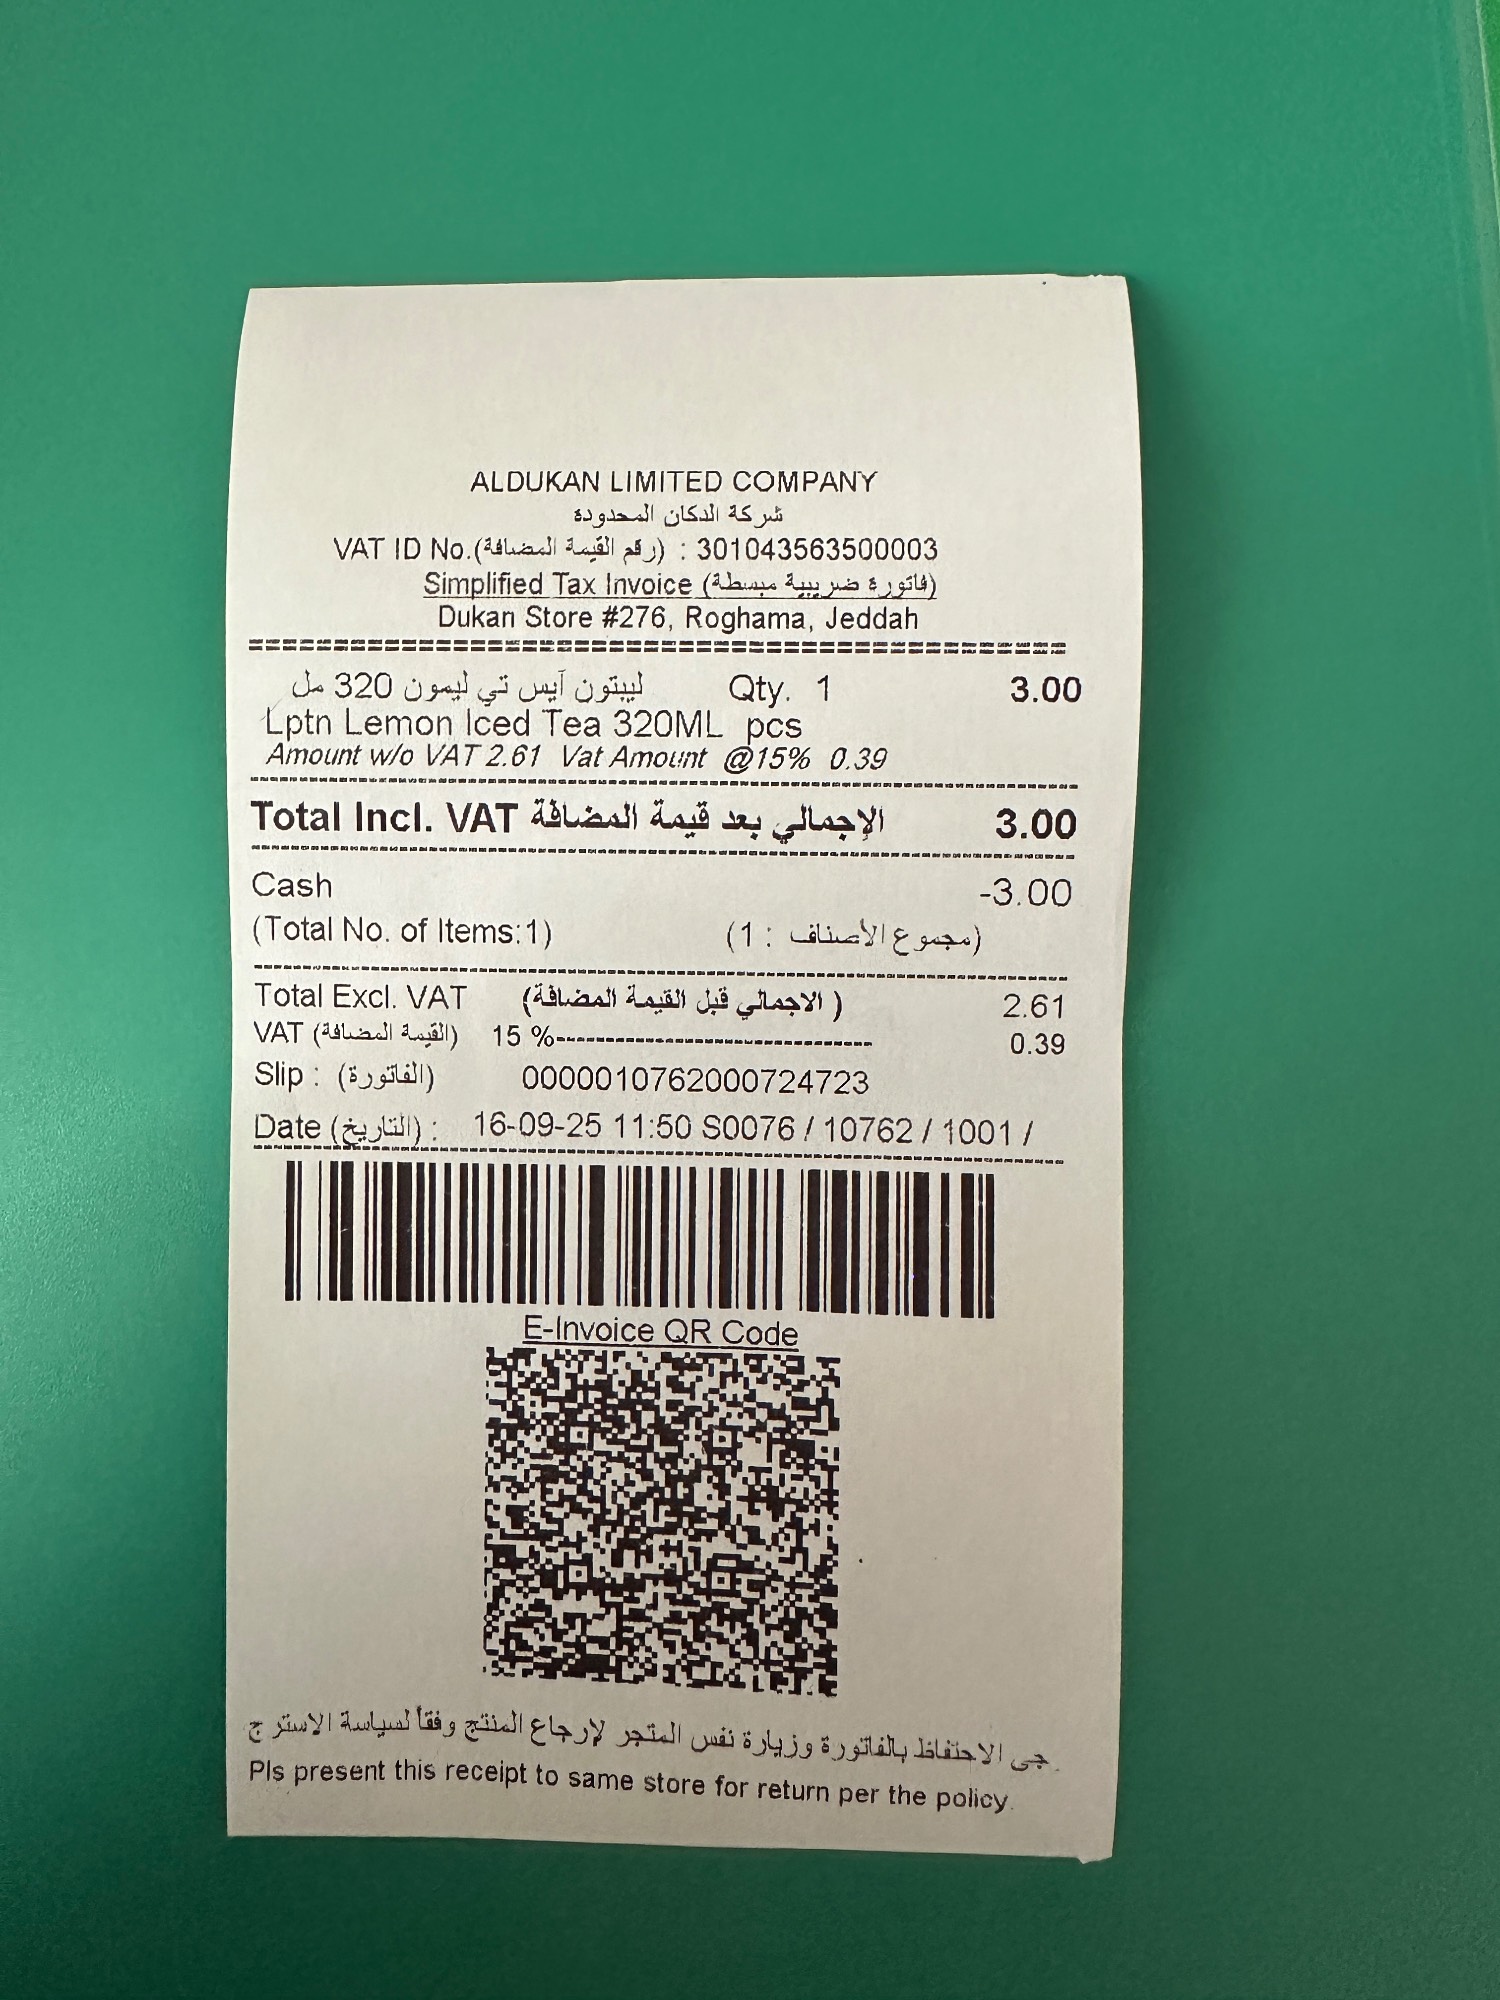 ALDUKAN LIMITED COMPANY
شركة الدكان المحدودة
VAT ID No.(رقم القيمة المضافة) : 301043563500003
Simplified Tax Invoice (فاتورة ضريبية مبسطة)
Dukan Store #276, Roghama, Jeddah
ليبتون آيس تي ليمون 320 مل Qty. 1 3.00
Lptn Lemon Iced Tea 320ML pcs
Amount w/o VAT 2.61 Vat Amount @15% 0.39
Total Incl. VAT الإجمالي بعد قيمة المضافة 3.00
Cash -3.00
(Total No. of Items:1) (مجموع الأصناف : 1)
Total Excl. VAT (الاجمالي قبل القيمة المضافة ) 2.61
VAT (القيمة المضافة) 15 %------------------------------ 0.39
Slip : (الفاتورة) 0000010762000724723
Date (التاريخ) : 16-09-25 11:50 S0076 / 10762 / 1001 /
E-Invoice QR Code
جى الاحتفاظ بالفاتورة وزيارة نفس المتجر لإرجاع المنتج وفقاً لسياسة الاسترج
Pls present this receipt to same store for return per the policy.